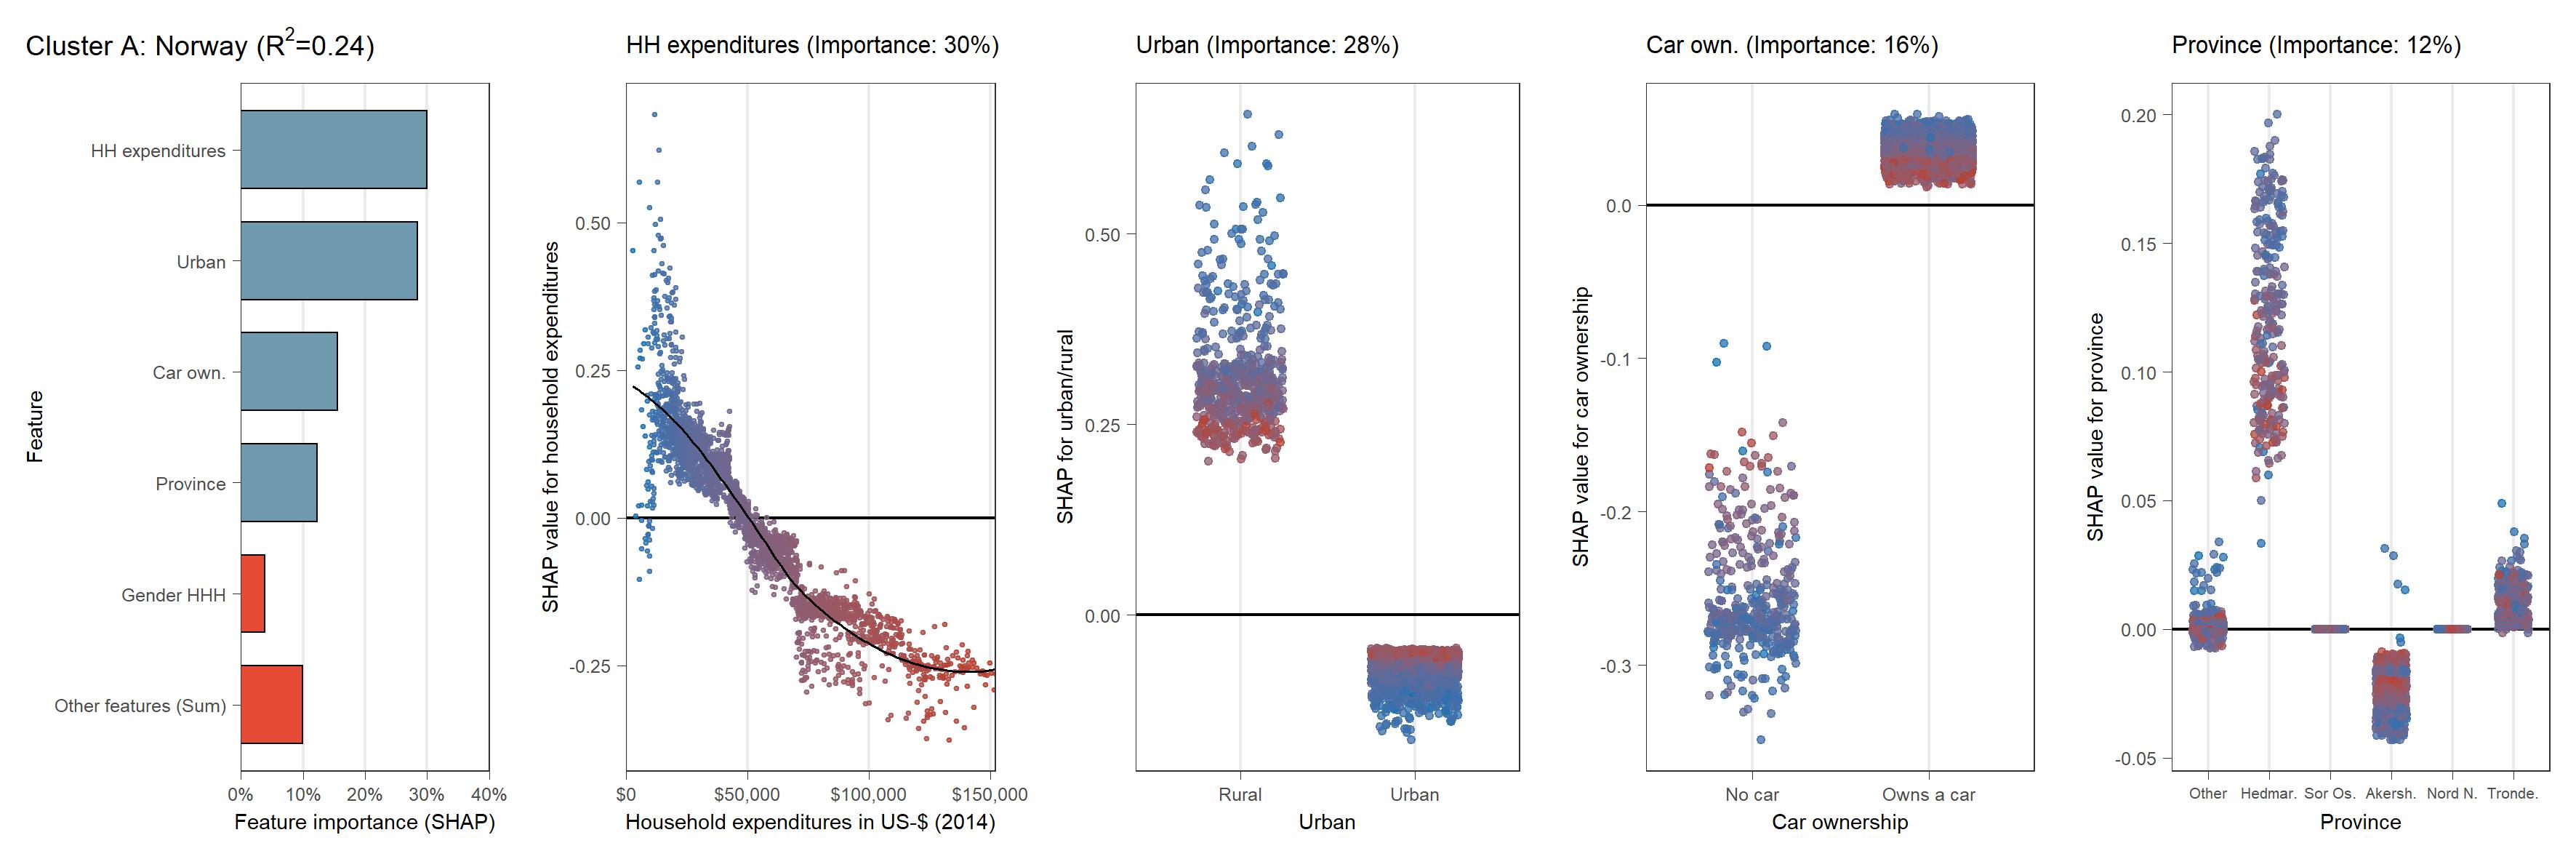 Cluster A: Norway (R2=0.24)
Feature
HH expenditures
Urban
Car own.
Province
Gender HHH
Other features (Sum)
0% 10% 20% 30% 40%
Feature importance (SHAP)
HH expenditures (Importance: 30%)
SHAP value for household expenditures
0.50
0.25
0.00
-0.25
$0 $50,000 $100,000 $150,000
Household expenditures in US-$ (2014)
Urban (Importance: 28%)
SHAP for urban/rural
0.50
0.25
0.00
Rural Urban
Urban
Car own. (Importance: 16%)
SHAP value for car ownership
0.0
-0.1
-0.2
-0.3
No car Owns a car
Car ownership
Province (Importance: 12%)
SHAP value for province
0.20
0.15
0.10
0.05
0.00
-0.05
Other Hedmar. Sor Os. Akersh. Nord N. Tronde.
Province